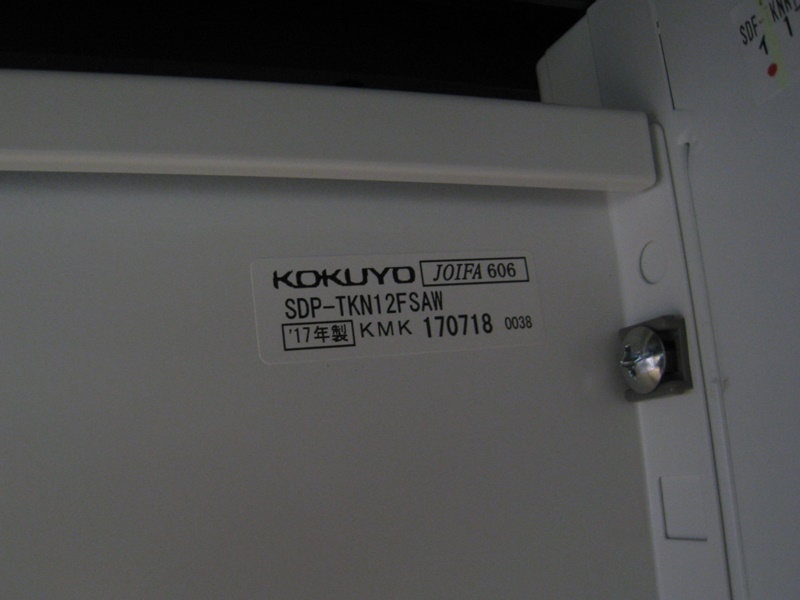 KOKUYO JOIFA 606
SDP-TKN12FSAW
'17年製 KMK 170718 0038